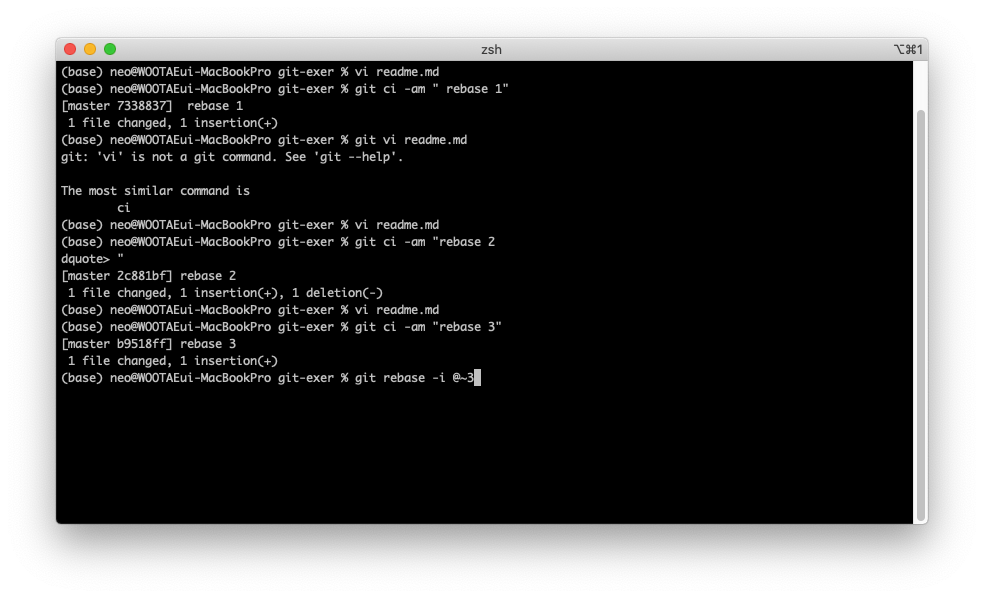 zsh
⌥⌘1
(base) neo@WOOTAEui-MacBookPro git-exer % vi readme.md
(base) neo@WOOTAEui-MacBookPro git-exer % git ci -am " rebase 1"
[master 7338837]  rebase 1
 1 file changed, 1 insertion(+)
(base) neo@WOOTAEui-MacBookPro git-exer % git vi readme.md
git: 'vi' is not a git command. See 'git --help'.

The most similar command is
        ci
(base) neo@WOOTAEui-MacBookPro git-exer % vi readme.md
(base) neo@WOOTAEui-MacBookPro git-exer % git ci -am "rebase 2
dquote> "
[master 2c881bf] rebase 2
 1 file changed, 1 insertion(+), 1 deletion(-)
(base) neo@WOOTAEui-MacBookPro git-exer % vi readme.md
(base) neo@WOOTAEui-MacBookPro git-exer % git ci -am "rebase 3"
[master b9518ff] rebase 3
 1 file changed, 1 insertion(+)
(base) neo@WOOTAEui-MacBookPro git-exer % git rebase -i @~3